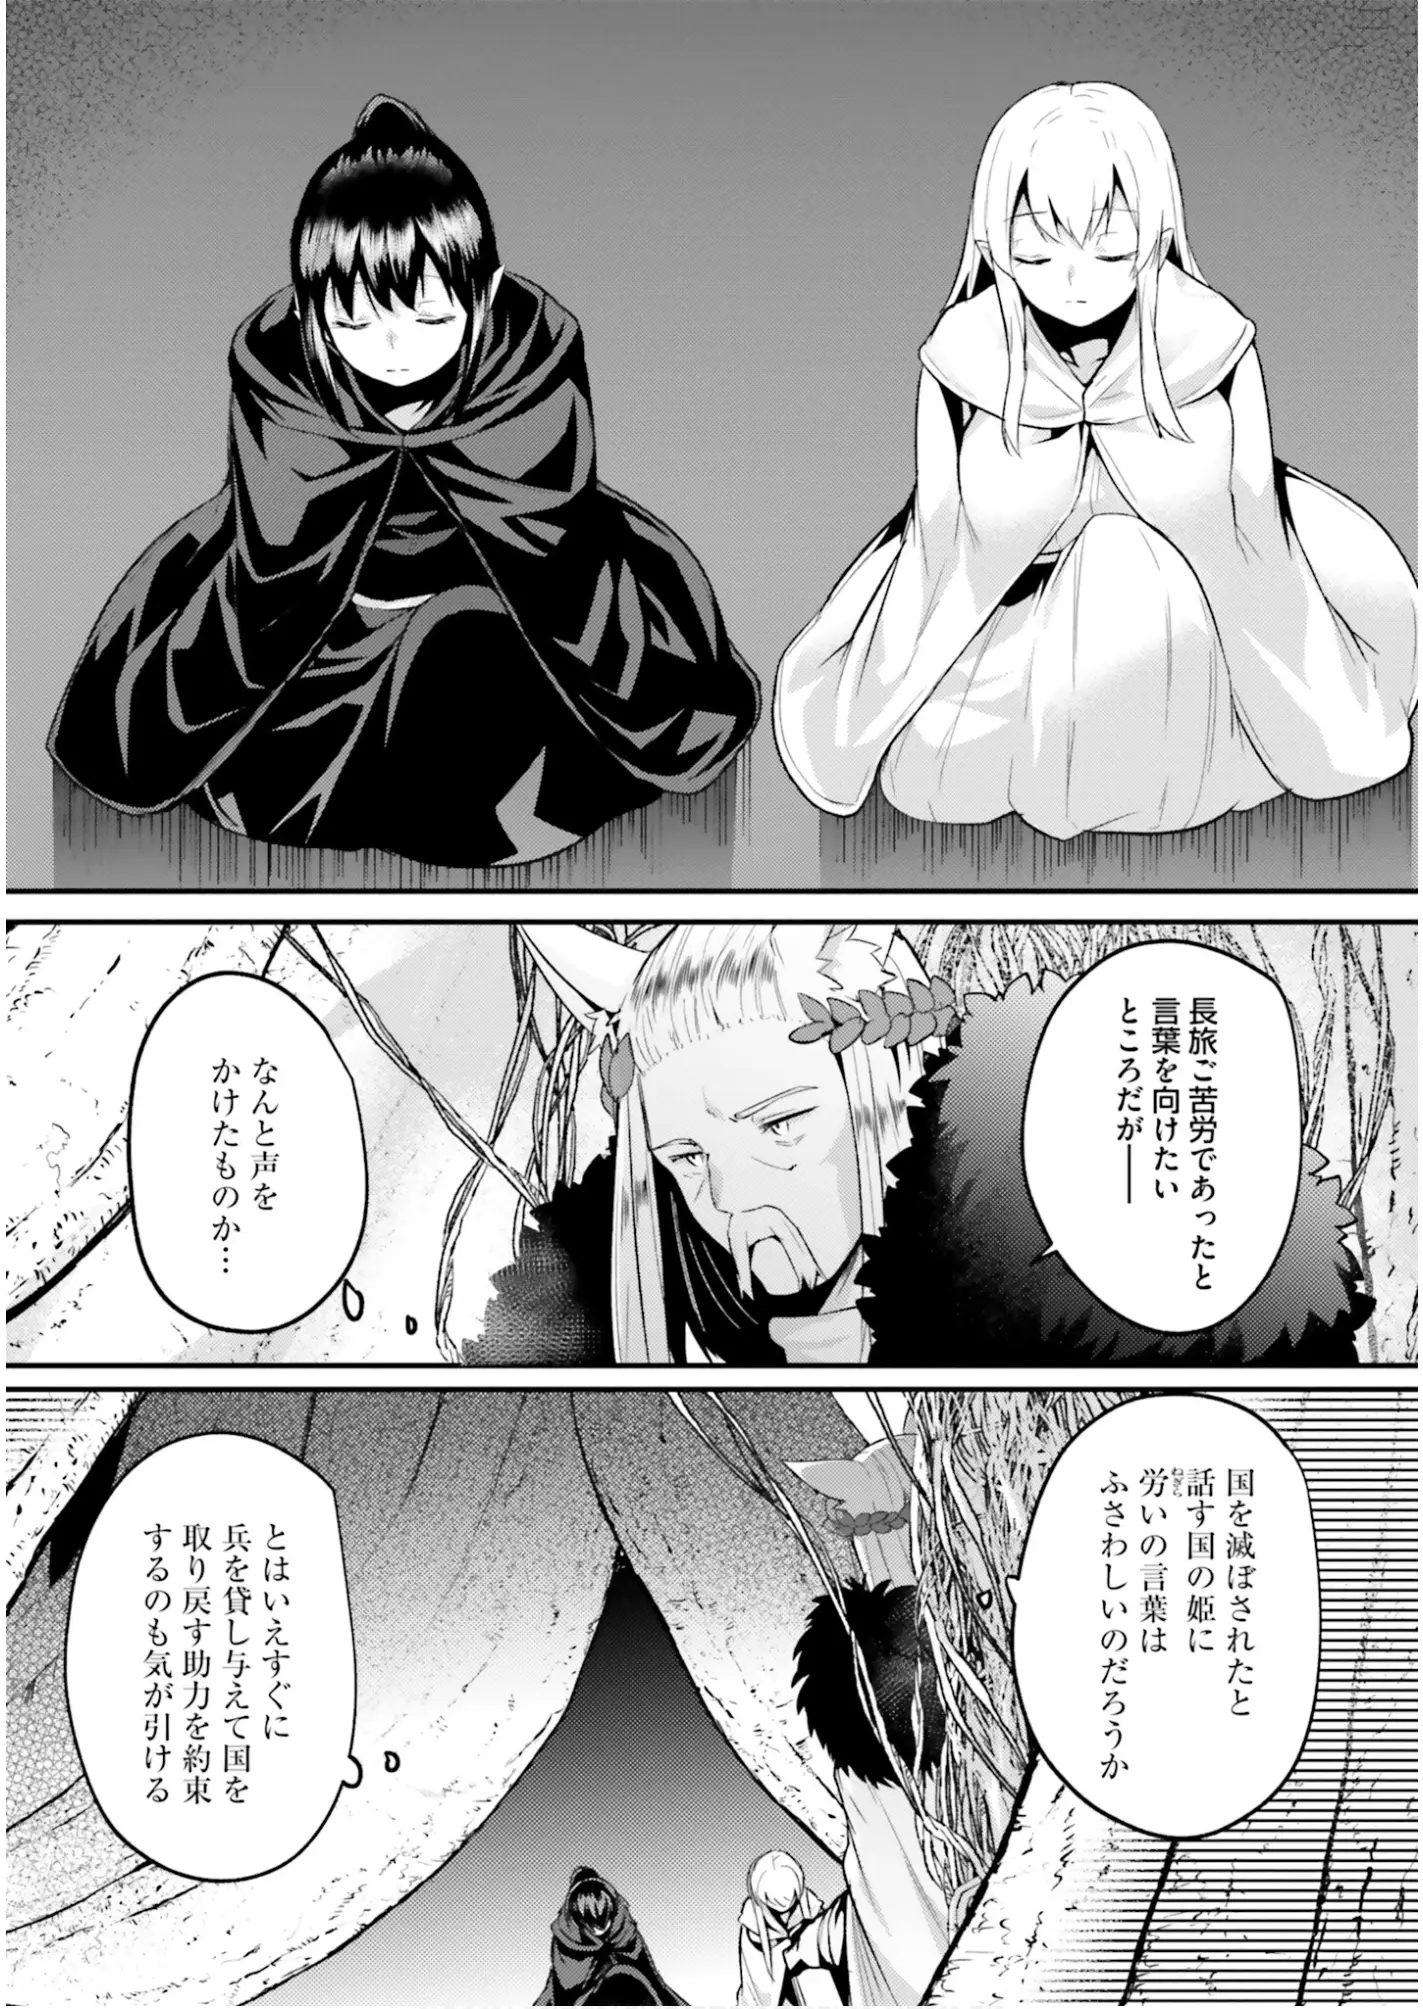 長旅ご苦労であったと
言葉を向けたい
ところだが――
なんと声を
かけたものか…
国を滅ぼされたと
話す国の姫に
労いの言葉は
ねぎら
ふさわしいのだろうか
とはいえすぐに
兵を貸し与えて国を
取り戻す助力を約束
するのも気が引ける